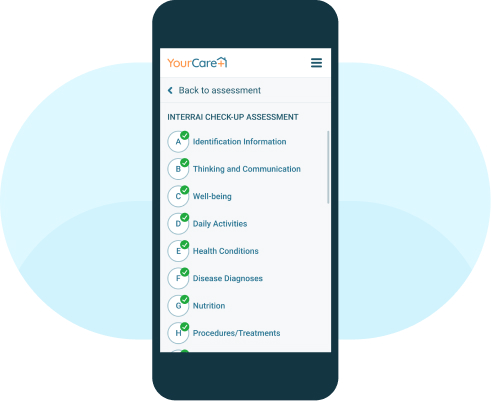 YourCare+
Back to assessment
INTERRAI CHECK-UP ASSESSMENT
A Identification Information
B Thinking and Communication
C Well-being
D Daily Activities
E Health Conditions
F Disease Diagnoses
G Nutrition
H Procedures/Treatments